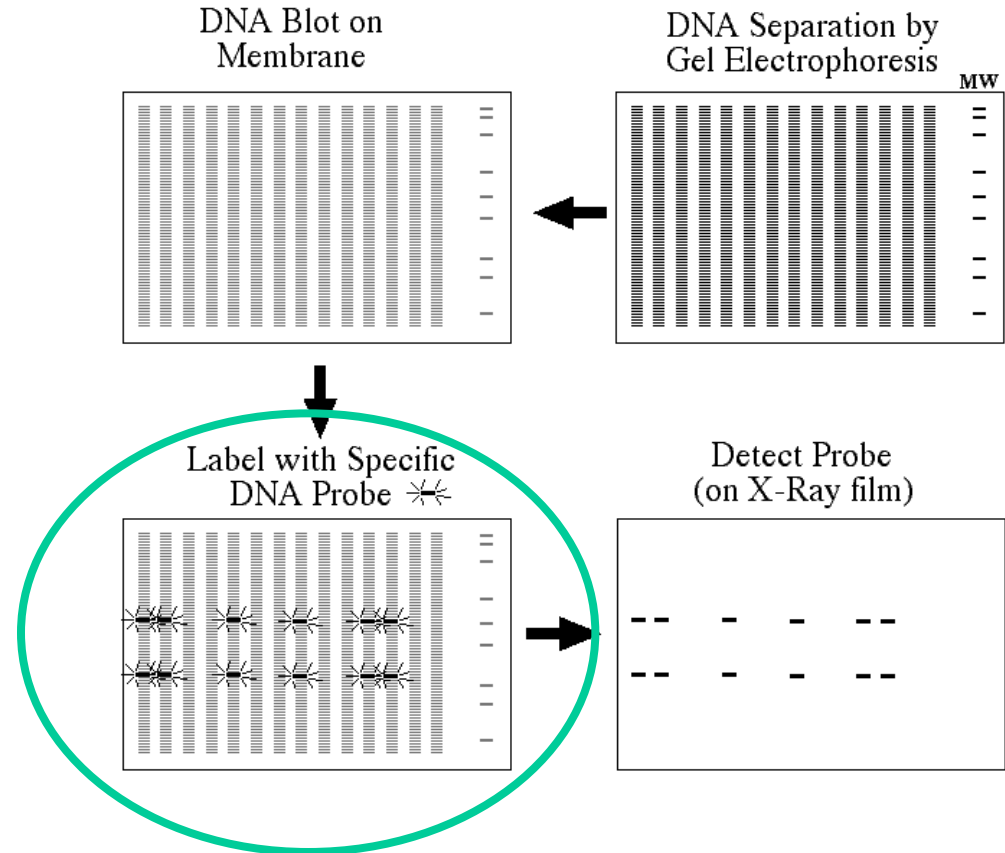 DNA Blot on
Membrane
DNA Separation by
Gel Electrophoresis
MW
Label with Specific
DNA Probe
Detect Probe
(on X-Ray film)